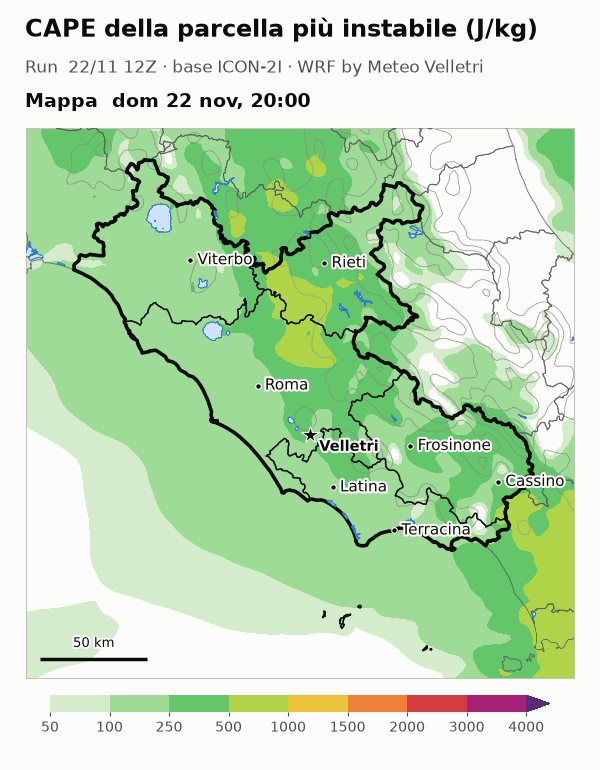 CAPE della parcella più instabile (J/kg)
Run  22/11 12Z · base ICON-2I · WRF by Meteo Velletri
Mappa  dom 22 nov, 20:00
Viterbo
Rieti
Roma
Velletri
Frosinone
Cassino
Latina
Terracina
50 km
50 100 250 500 1000 1500 2000 3000 4000